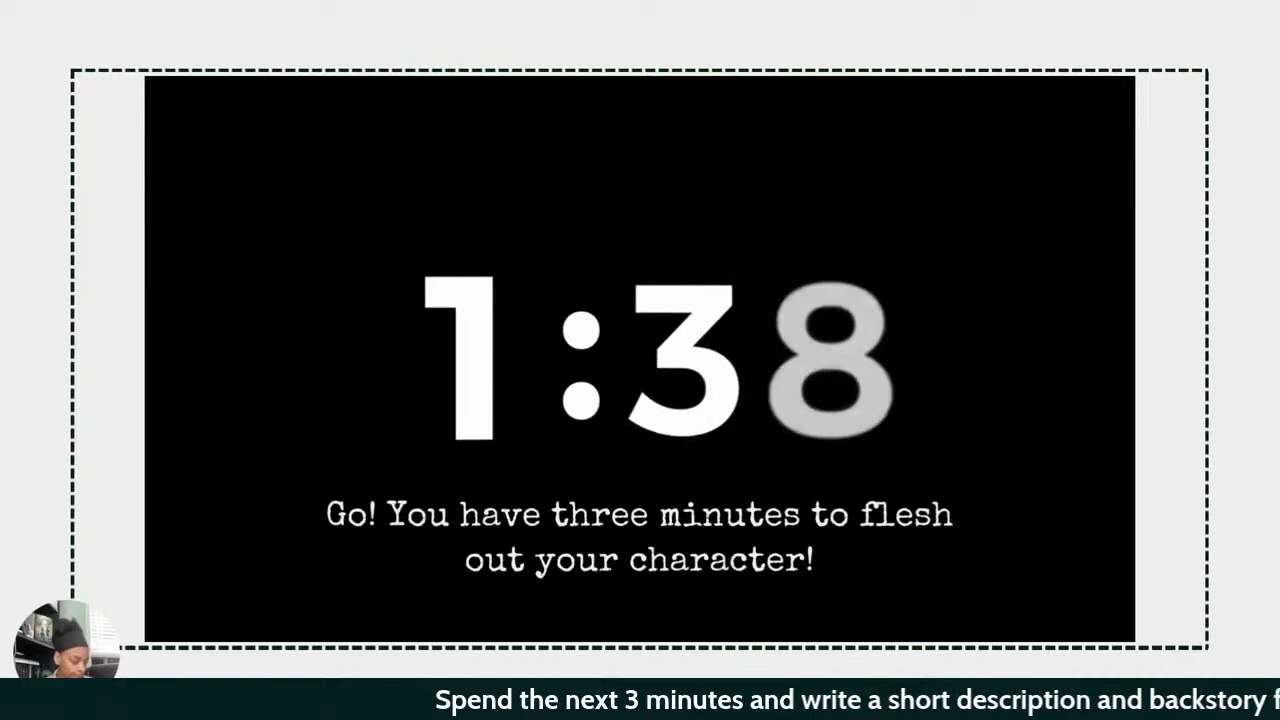 1:38
Go! You have three minutes to flesh
out your character!
Spend the next 3 minutes and write a short description and backstory f